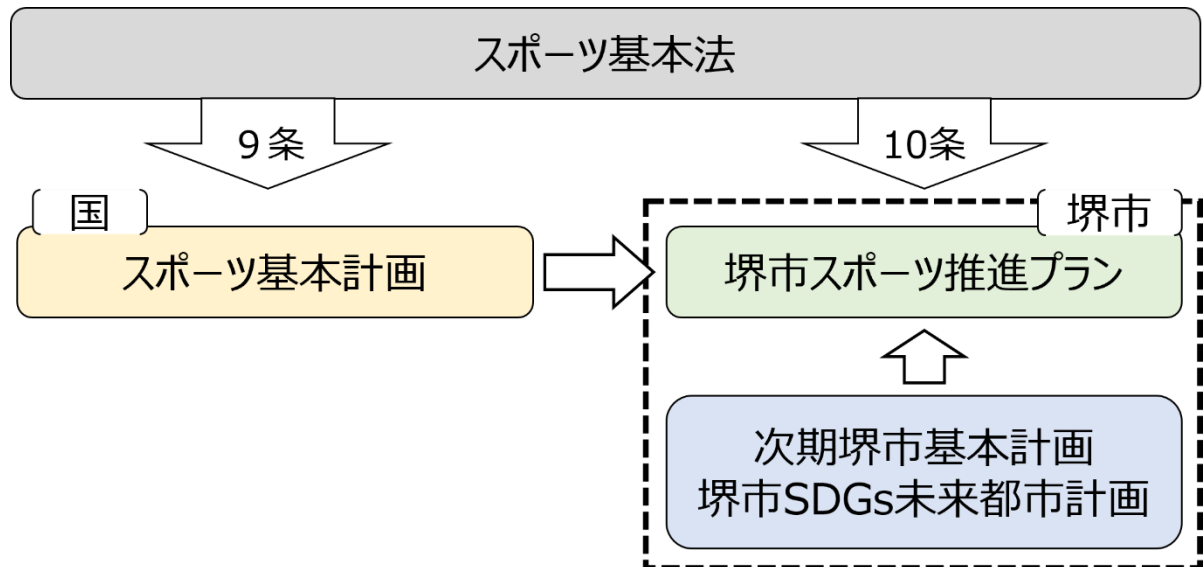 スポーツ基本法
９条
10条
国
堺市
スポーツ基本計画
堺市スポーツ推進プラン
次期堺市基本計画
堺市SDGs未来都市計画